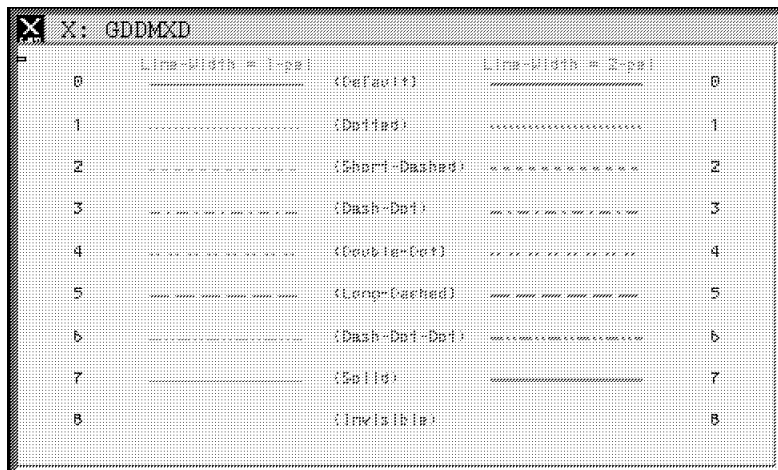 X: GDDMXD
Line-Width = 1-pel Line-Width = 2-pel
0 (Default) 0
1 (Dotted) 1
2 (Short-Dashed) 2
3 (Dash-Dot) 3
4 (Double-Dot) 4
5 (Long-Dashed) 5
6 (Dash-Dot-Dot) 6
7 (Solid) 7
8 (Invisible) 8